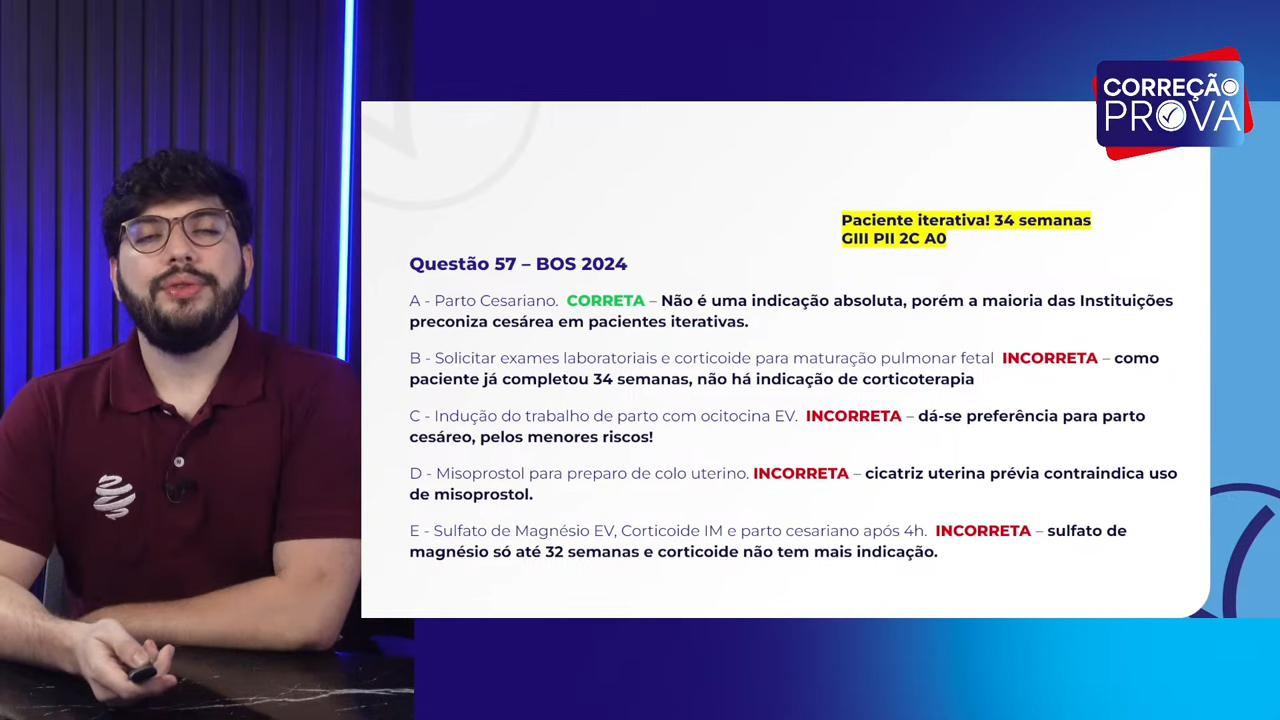 CORREÇÃO
PROVA
Paciente iterativa! 34 semanas
GIII PII 2C A0
Questão 57 – BOS 2024
A - Parto Cesariano. CORRETA – Não é uma indicação absoluta, porém a maioria das Instituições
preconiza cesárea em pacientes iterativas.
B - Solicitar exames laboratoriais e corticoide para maturação pulmonar fetal INCORRETA – como
paciente já completou 34 semanas, não há indicação de corticoterapia
C - Indução do trabalho de parto com ocitocina EV. INCORRETA – dá-se preferência para parto
cesáreo, pelos menores riscos!
D - Misoprostol para preparo de colo uterino. INCORRETA – cicatriz uterina prévia contraindica uso
de misoprostol.
E - Sulfato de Magnésio EV, Corticoide IM e parto cesariano após 4h. INCORRETA – sulfato de
magnésio só até 32 semanas e corticoide não tem mais indicação.